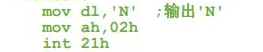 mov dl,'N'  ;输出'N'
mov ah,02h
int 21h